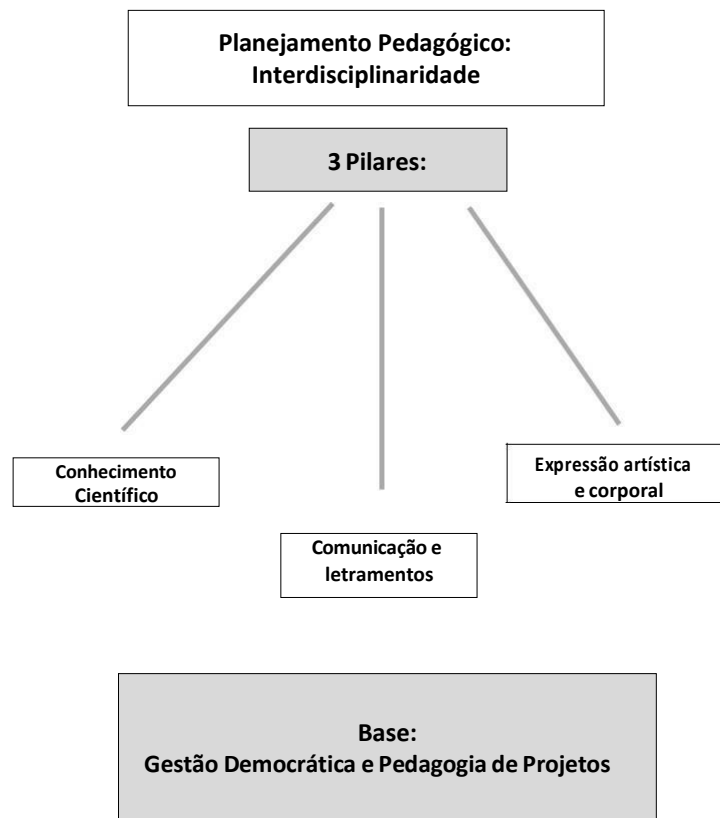 Planejamento Pedagógico:
Interdisciplinaridade
3 Pilares:
Conhecimento
Científico
Expressão artística
e corporal
Comunicação e
letramentos
Base:
Gestão Democrática e Pedagogia de Projetos